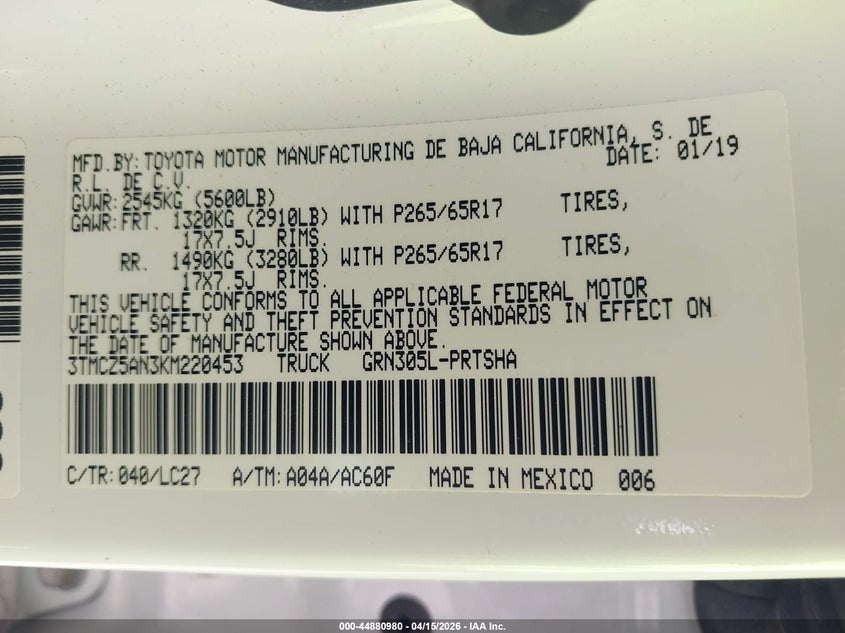 MFD.BY: TOYOTA MOTOR MANUFACTURING DE BAJA CALIFORNIA, S. DE
R.L. DE C.V. DATE: 01/19
GVWR: 2545KG (5600LB)
GAWR: FRT. 1320KG (2910LB) WITH P265/65R17 TIRES,
17X7.5J RIMS.
RR. 1490KG (3280LB) WITH P265/65R17 TIRES,
17X7.5J RIMS.
THIS VEHICLE CONFORMS TO ALL APPLICABLE FEDERAL MOTOR
VEHICLE SAFETY AND THEFT PREVENTION STANDARDS IN EFFECT ON
THE DATE OF MANUFACTURE SHOWN ABOVE.
3TMCZ5AN3KM220453 TRUCK GRN305L-PRTSHA
C/TR: 040/LC27 A/TM: A04A/AC60F MADE IN MEXICO 006
000-44880980 - 04/15/2026 - IAA Inc.